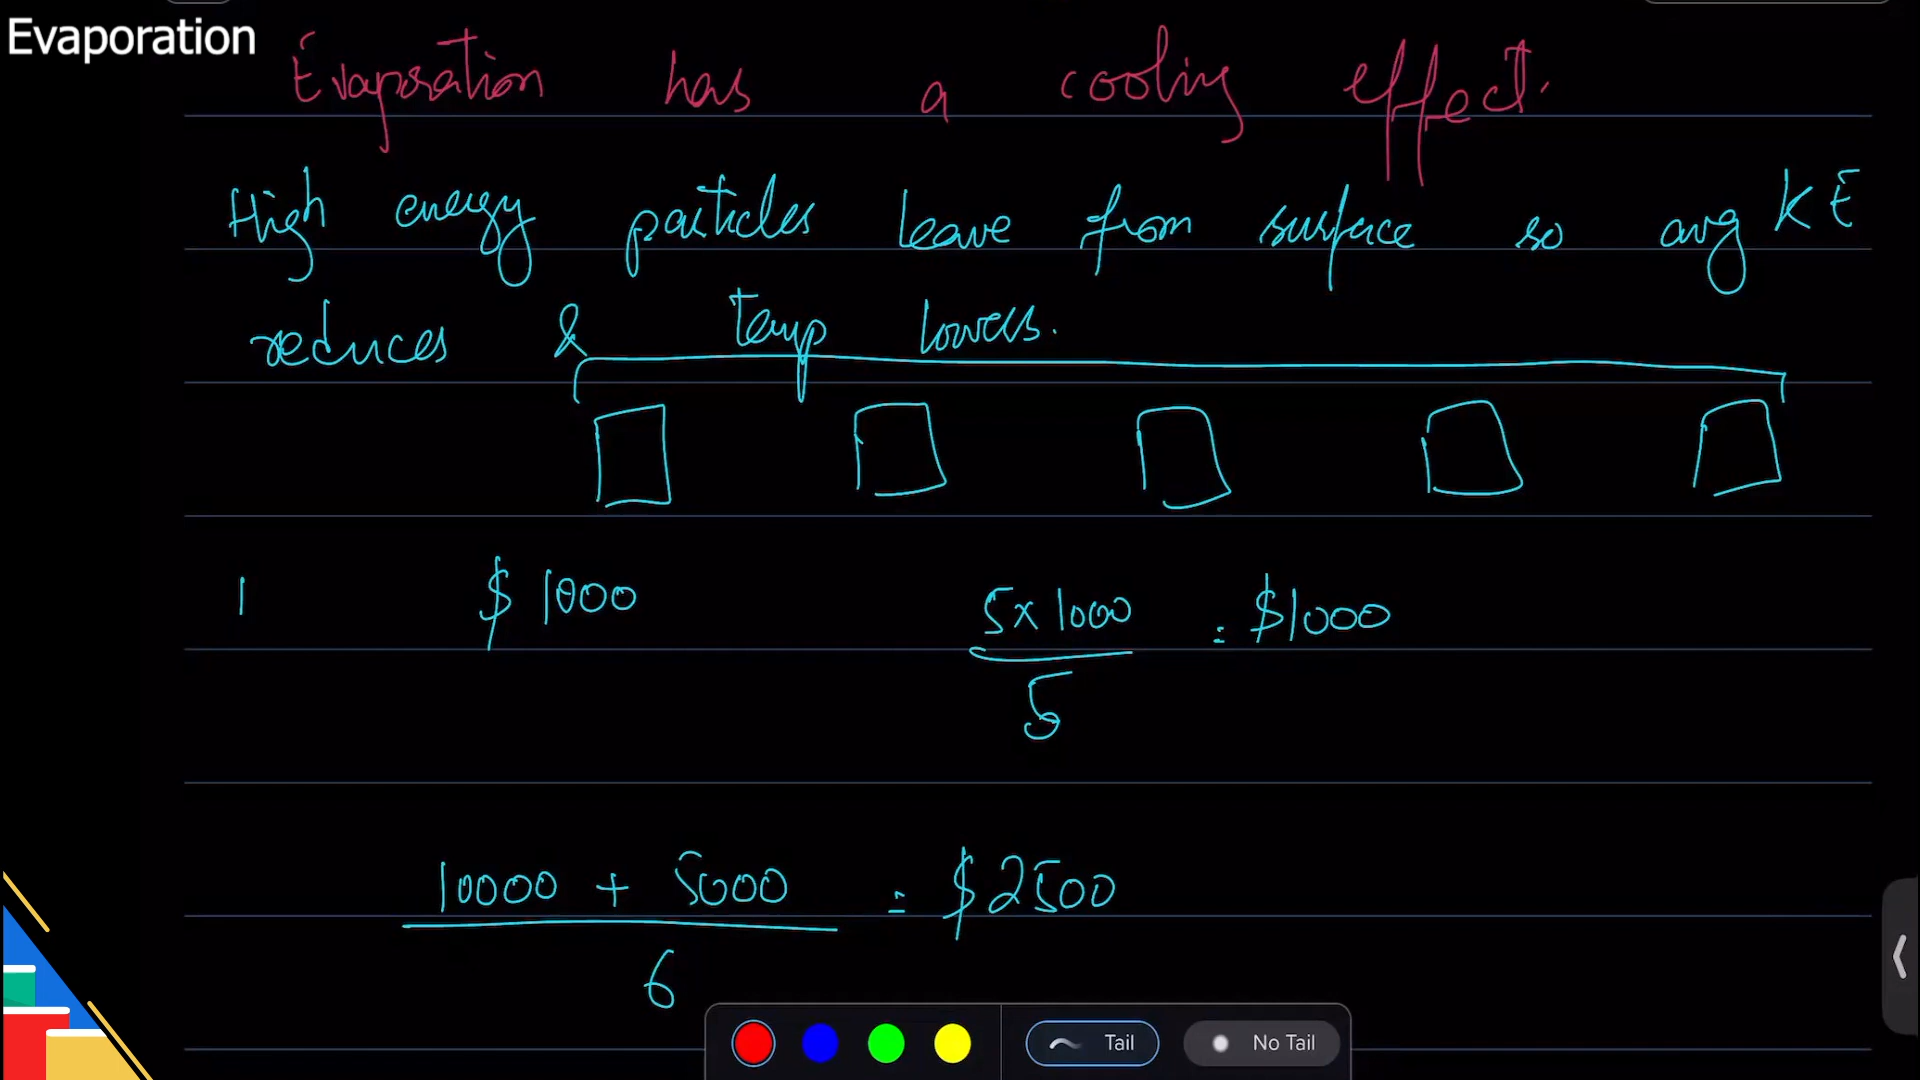 Evaporation
Evaporation has a cooling effect.
High energy particles leave from surface so avg KE
reduces & temp lowers.
1 $ 1000 5x1000 = $1000
5
10000 + 5000 = $2500
6
Tail No Tail